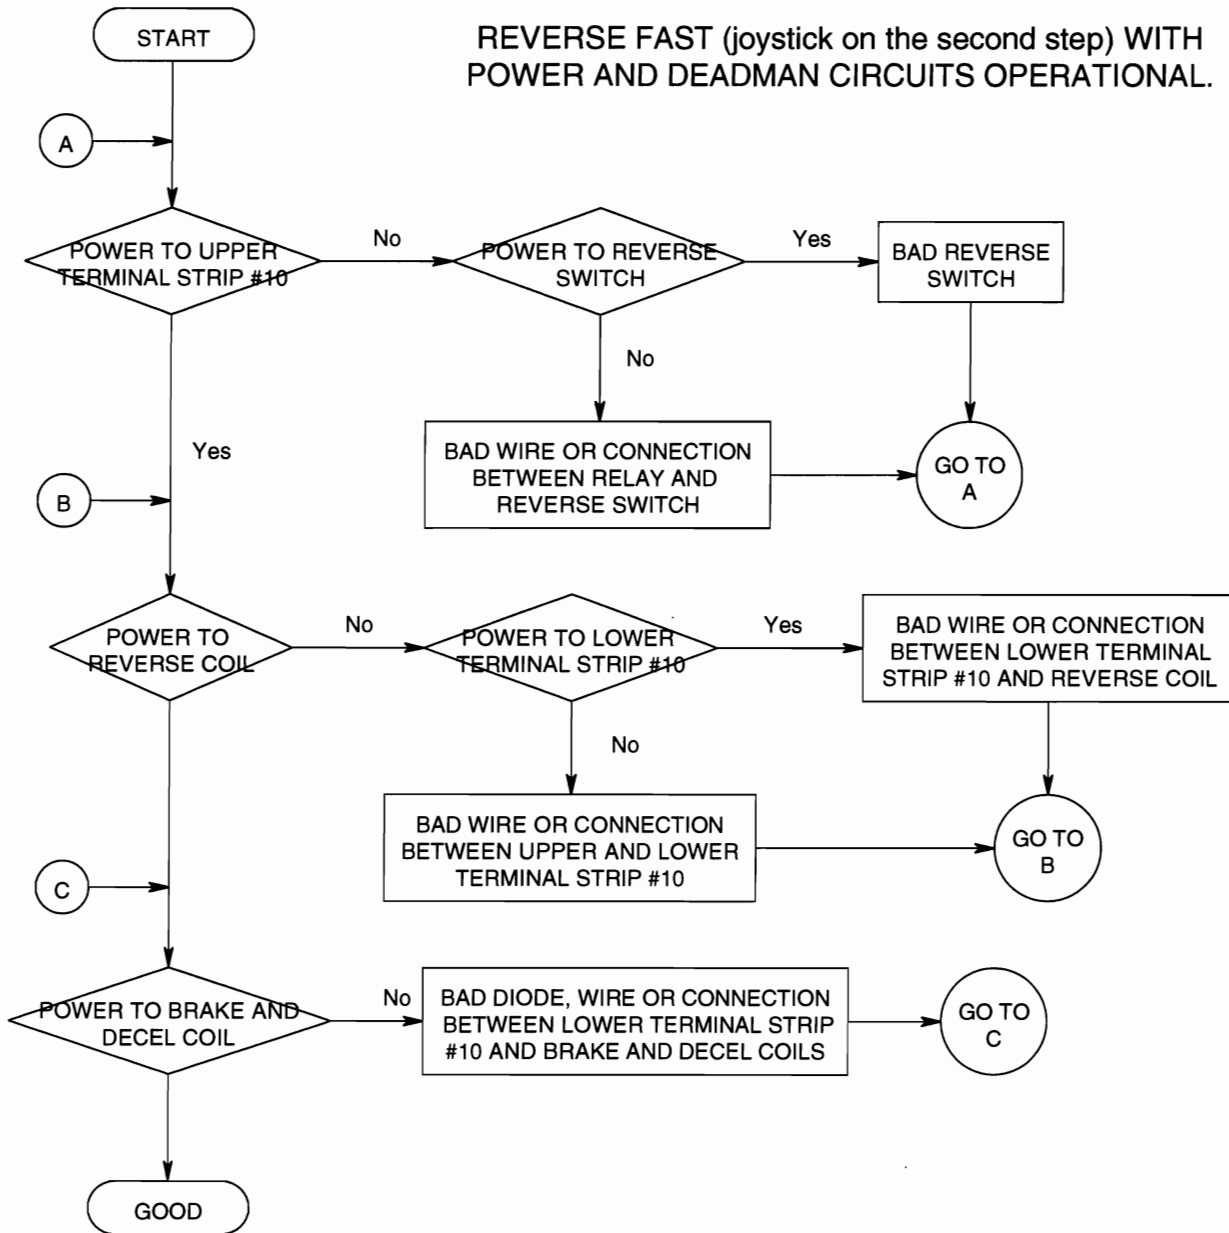 START
REVERSE FAST (joystick on the second step) WITH
POWER AND DEADMAN CIRCUITS OPERATIONAL.
A
POWER TO UPPER
TERMINAL STRIP #10
No
POWER TO REVERSE
SWITCH
Yes
BAD REVERSE
SWITCH
No
Yes
BAD WIRE OR CONNECTION
BETWEEN RELAY AND
REVERSE SWITCH
GO TO
A
B
POWER TO
REVERSE COIL
No
POWER TO LOWER
TERMINAL STRIP #10
Yes
BAD WIRE OR CONNECTION
BETWEEN LOWER TERMINAL
STRIP #10 AND REVERSE COIL
No
BAD WIRE OR CONNECTION
BETWEEN UPPER AND LOWER
TERMINAL STRIP #10
GO TO
B
C
POWER TO BRAKE AND
DECEL COIL
No
BAD DIODE, WIRE OR CONNECTION
BETWEEN LOWER TERMINAL STRIP
#10 AND BRAKE AND DECEL COILS
GO TO
C
GOOD